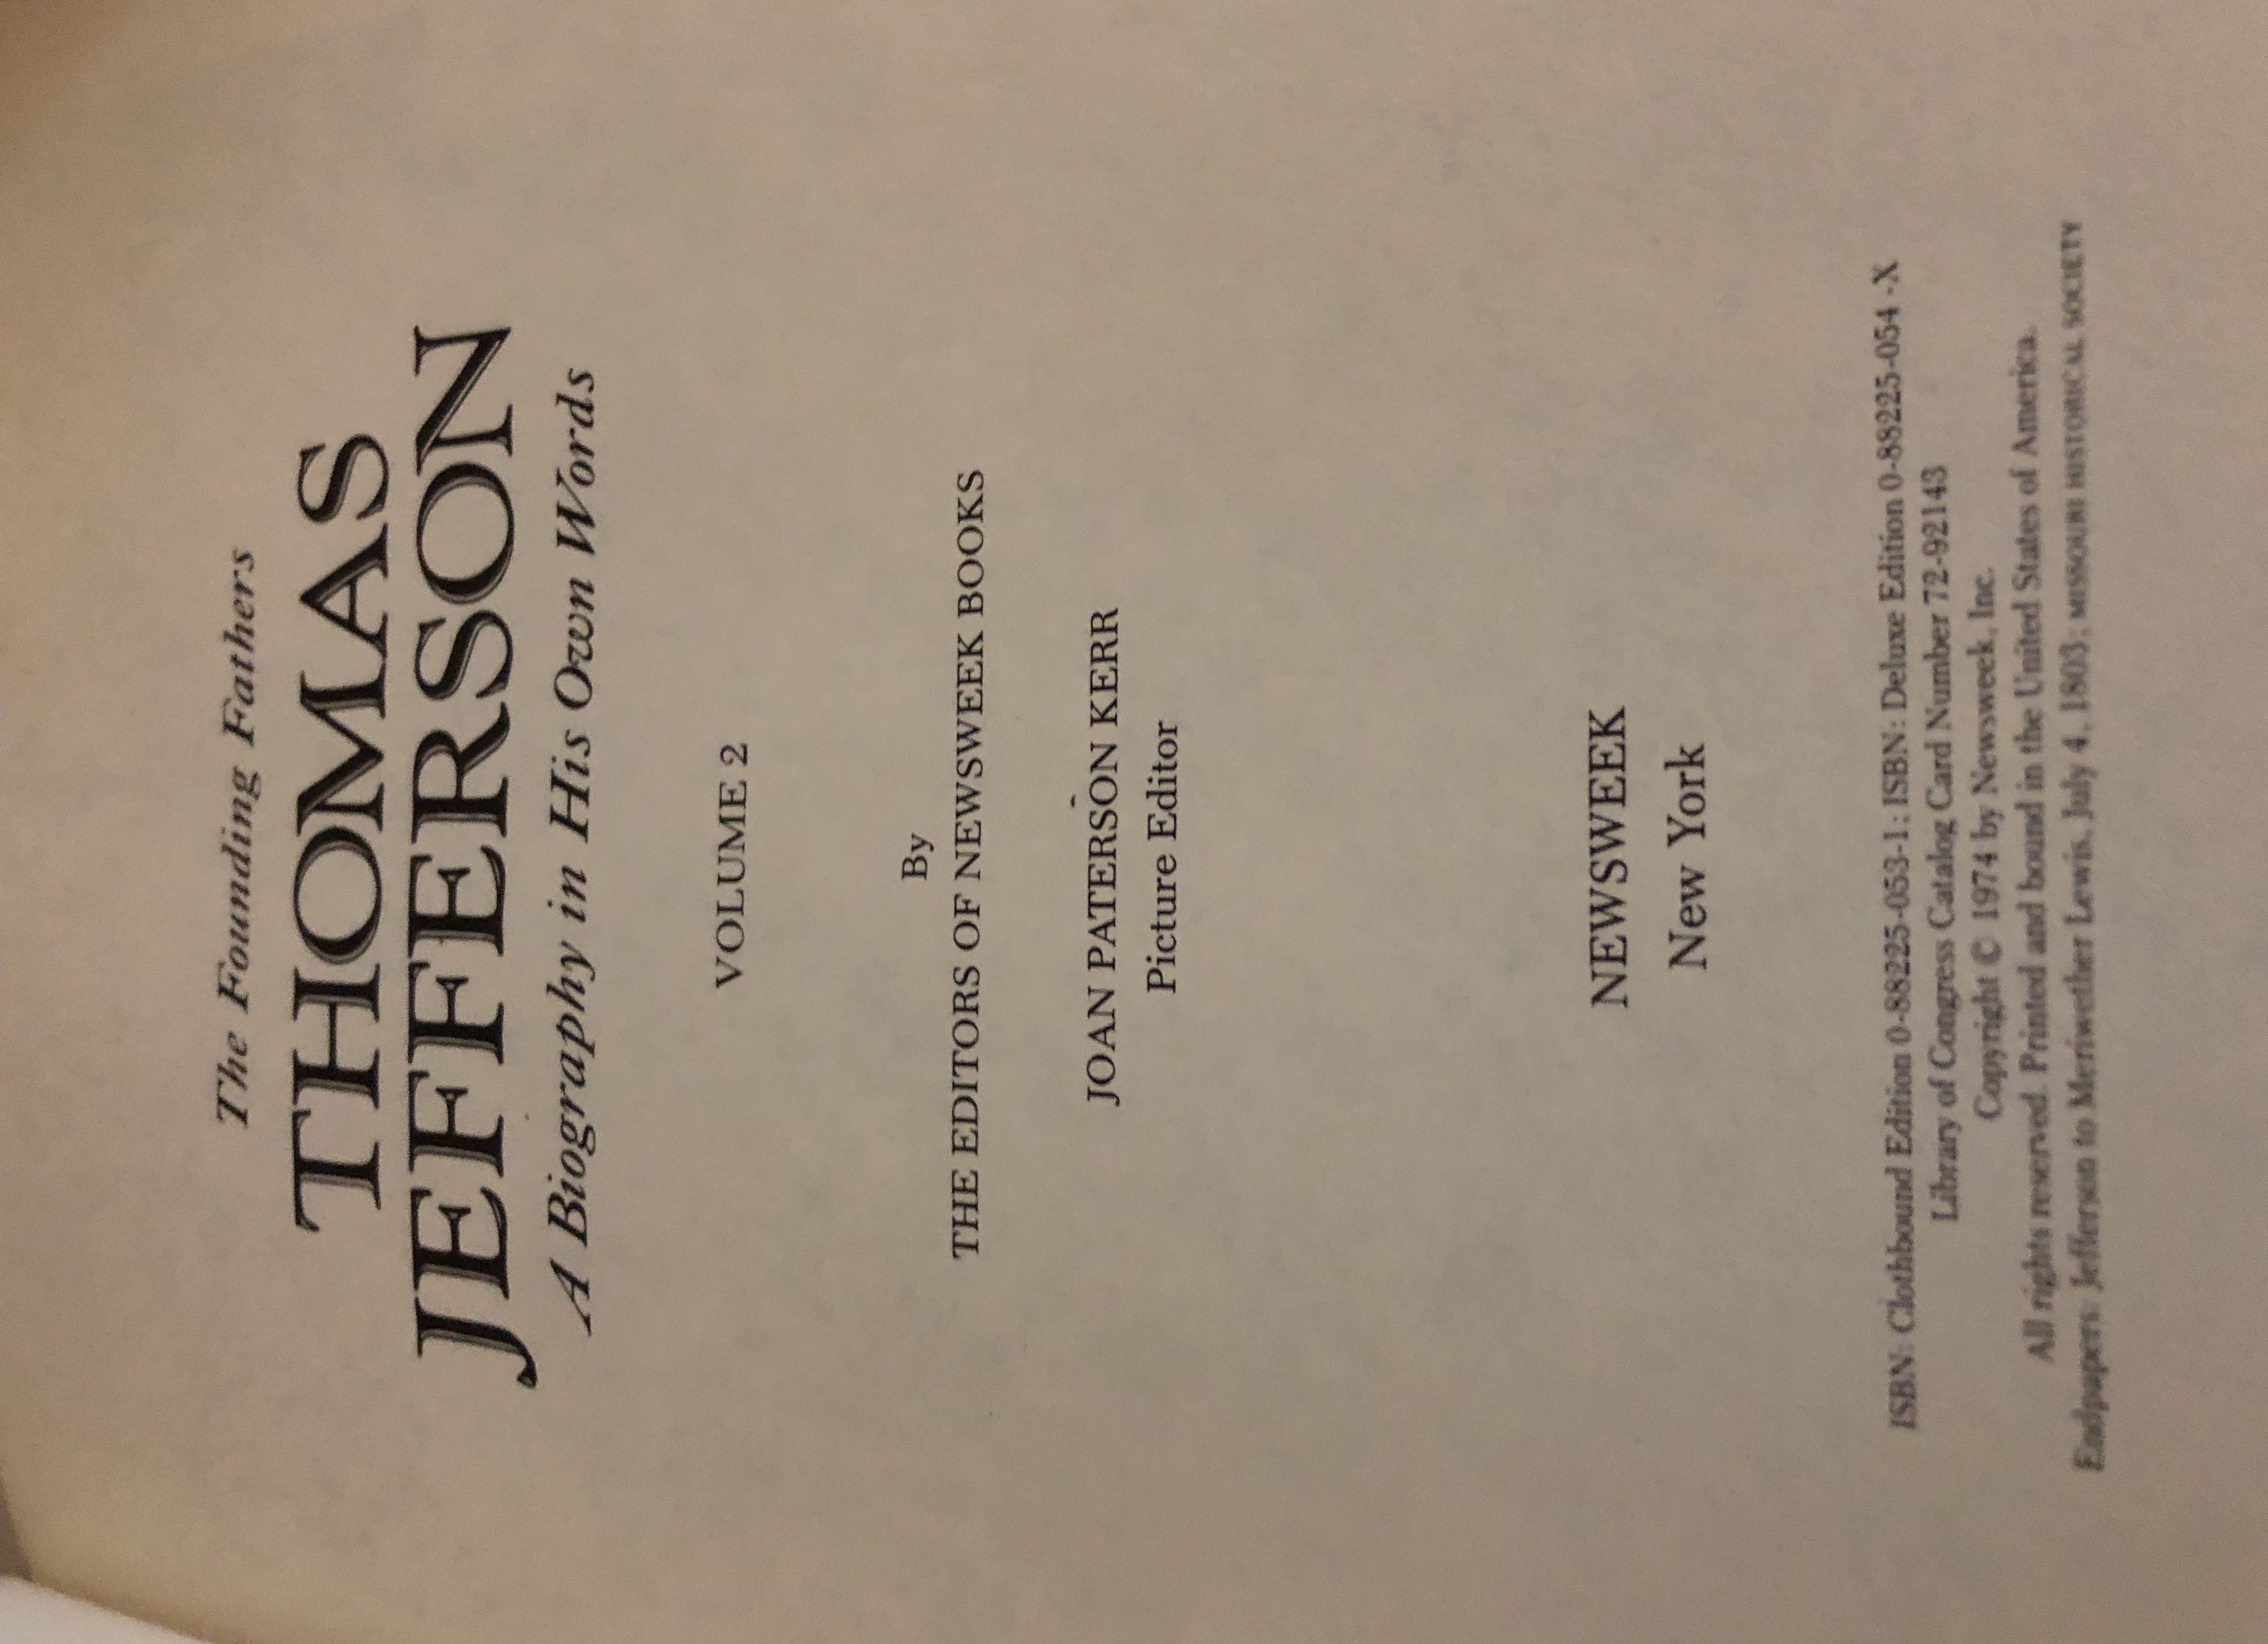 The Founding Fathers
THOMAS
JEFFERSON
A Biography in His Own Words
VOLUME 2
By
THE EDITORS OF NEWSWEEK BOOKS
JOAN PATERSON KERR
Picture Editor
NEWSWEEK
New York
ISBN: Clothbound Edition 0-88225-053-1; ISBN: Deluxe Edition 0-88225-054 -X
Library of Congress Catalog Card Number 72-92143
Copyright © 1974 by Newsweek, Inc.
All rights reserved. Printed and bound in the United States of America.
Endpapers: Jefferson to Meriwether Lewis, July 4, 1803; MISSOURI HISTORICAL SOCIETY